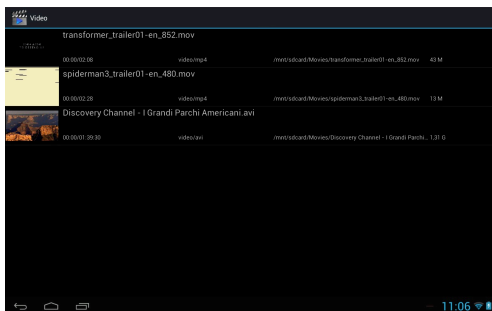 Video
transformer_trailer01-en_852.mov
00:00/02:08 video/mp4 /mnt/sdcard/Movies/transformer_trailer01-en_852.mov 43 M
spiderman3_trailer01-en_480.mov
00:00/02:28 video/mp4 /mnt/sdcard/Movies/spiderman3_trailer01-en_480.mov 13 M
Discovery Channel - I Grandi Parchi Americani.avi
00:00/01:39:30 video/avi /mnt/sdcard/Movies/Discovery Channel - I Grandi Parchi... 1,31 G
11:06